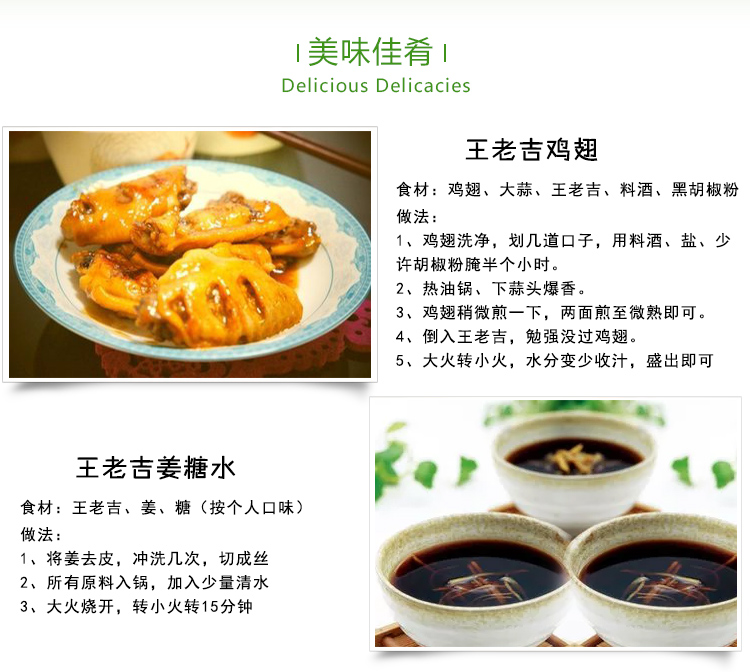 美味佳肴
Delicious Delicacies
王老吉鸡翅
食材：鸡翅、大蒜、王老吉、料酒、黑胡椒粉
做法：
1、鸡翅洗净，划几道口子，用料酒、盐、少
许胡椒粉腌半个小时。
2、热油锅、下蒜头爆香。
3、鸡翅稍微煎一下，两面煎至微熟即可。
4、倒入王老吉，勉强没过鸡翅。
5、大火转小火，水分变少收汁，盛出即可
王老吉姜糖水
食材：王老吉、姜、糖（按个人口味）
做法：
1、将姜去皮，冲洗几次，切成丝
2、所有原料入锅，加入少量清水
3、大火烧开，转小火转15分钟